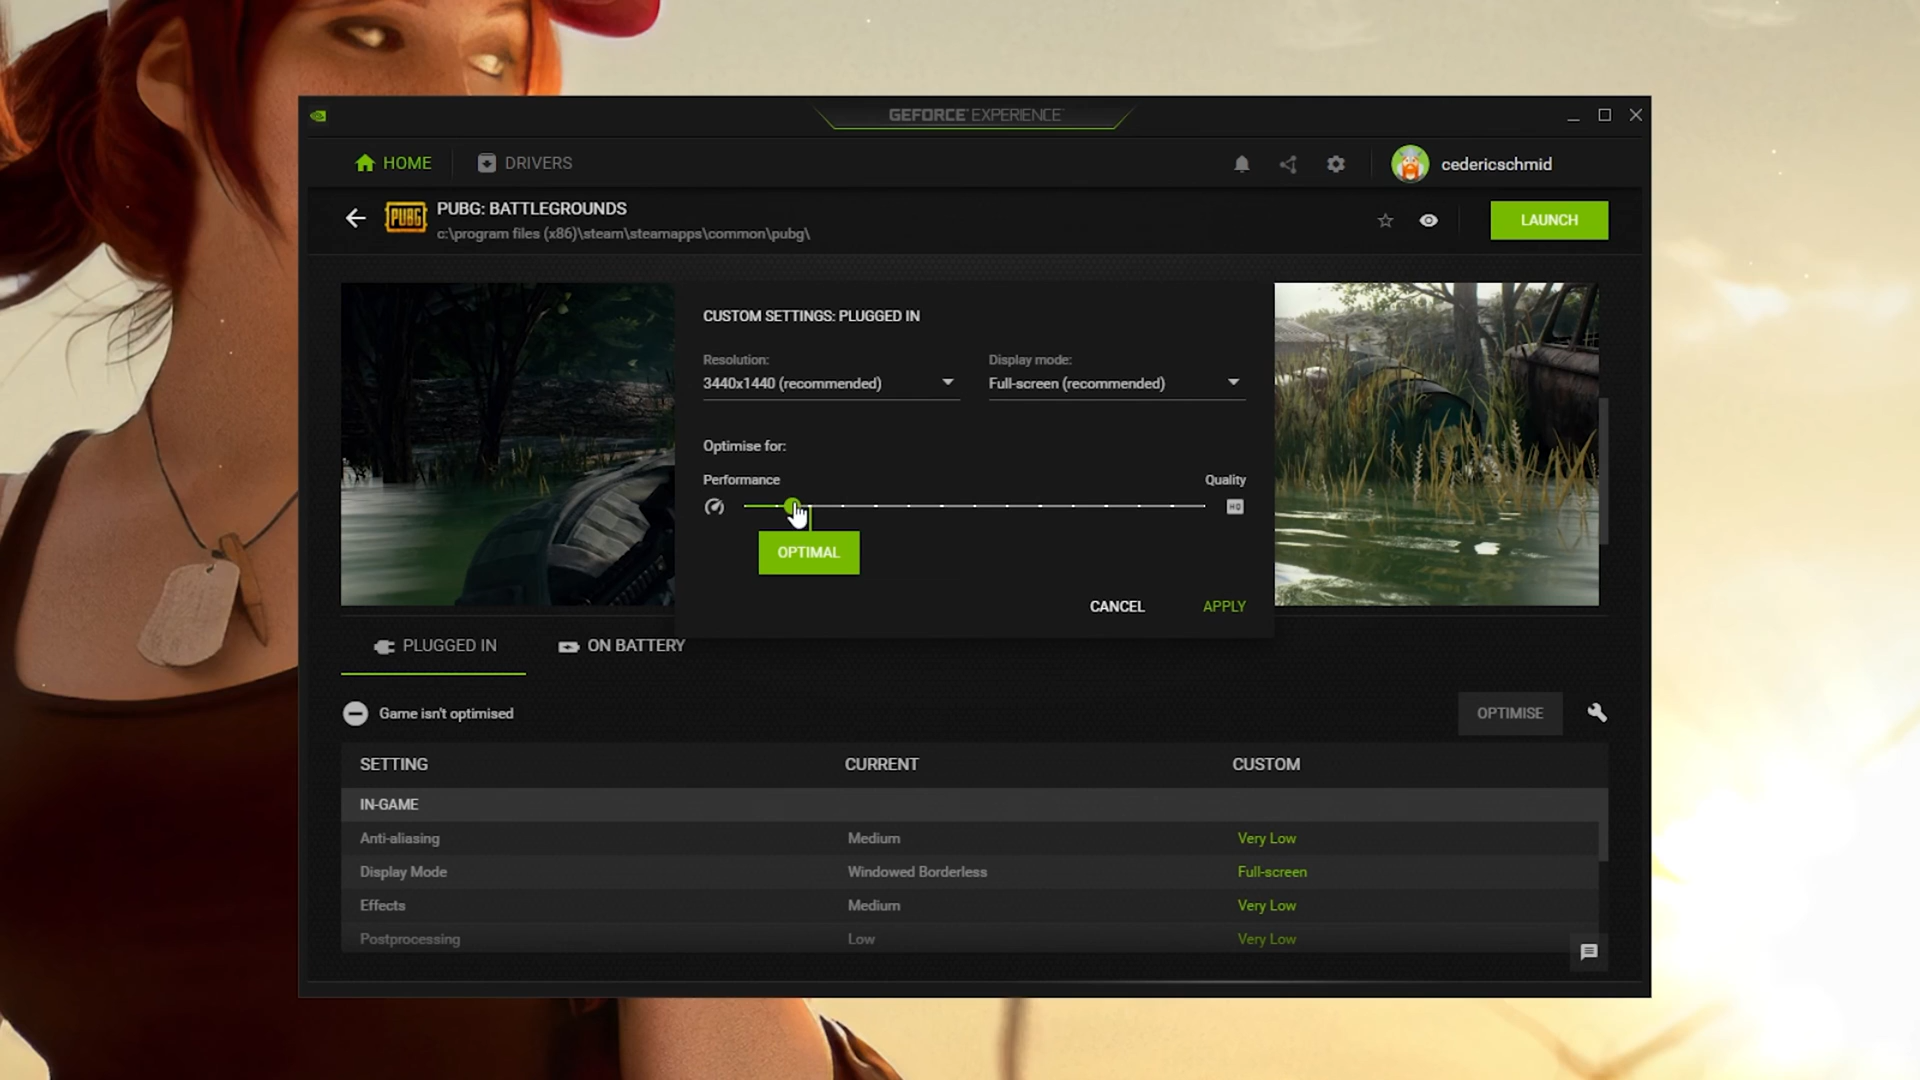 GEFORCE EXPERIENCE
HOME
DRIVERS
cedericschmid
PUBG
PUBG: BATTLEGROUNDS
c:\program files (x86)\steam\steamapps\common\pubg\
LAUNCH
CUSTOM SETTINGS: PLUGGED IN
Resolution:
Display mode:
3440x1440 (recommended)
Full-screen (recommended)
Optimise for:
Performance
Quality
HQ
OPTIMAL
CANCEL
APPLY
PLUGGED IN
ON BATTERY
Game isn't optimised
OPTIMISE
SETTING CURRENT CUSTOM
IN-GAME
Anti-aliasing Medium Very Low
Display Mode Windowed Borderless Full-screen
Effects Medium Very Low
Postprocessing Low Very Low